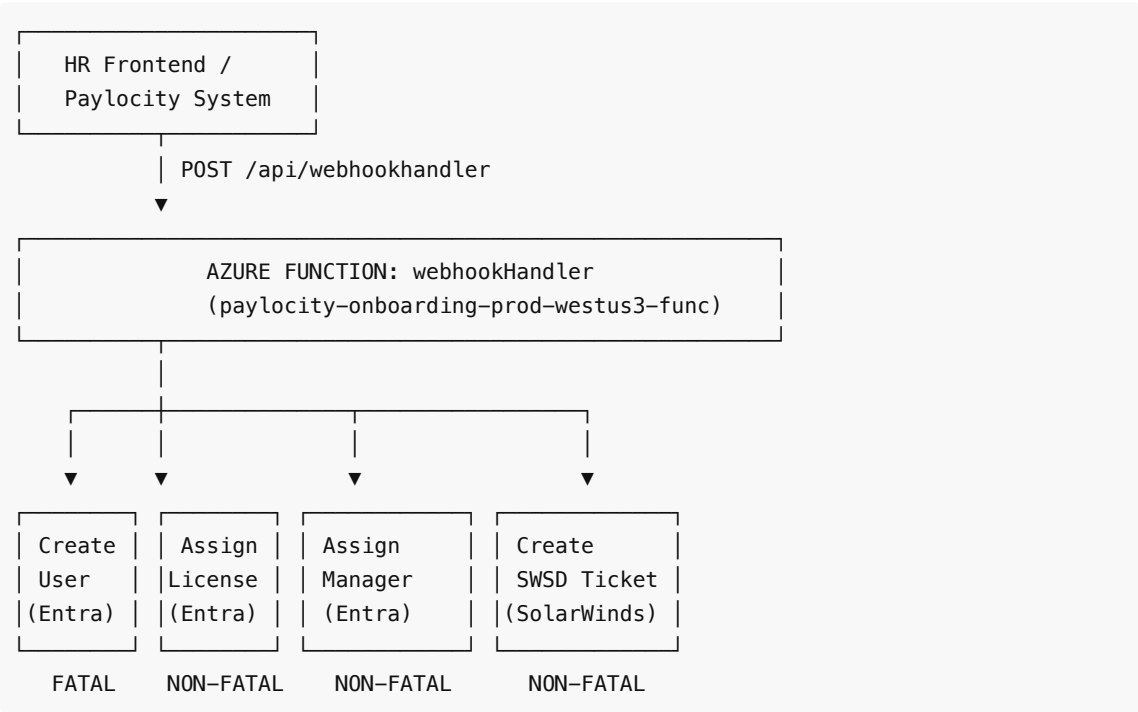 HR Frontend /
Paylocity System
POST /api/webhookhandler
AZURE FUNCTION: webhookHandler
(paylocity-onboarding-prod-westus3-func)
Create Assign Assign Create
User License Manager SWSD Ticket
(Entra) (Entra) (Entra) (SolarWinds)
FATAL NON-FATAL NON-FATAL NON-FATAL